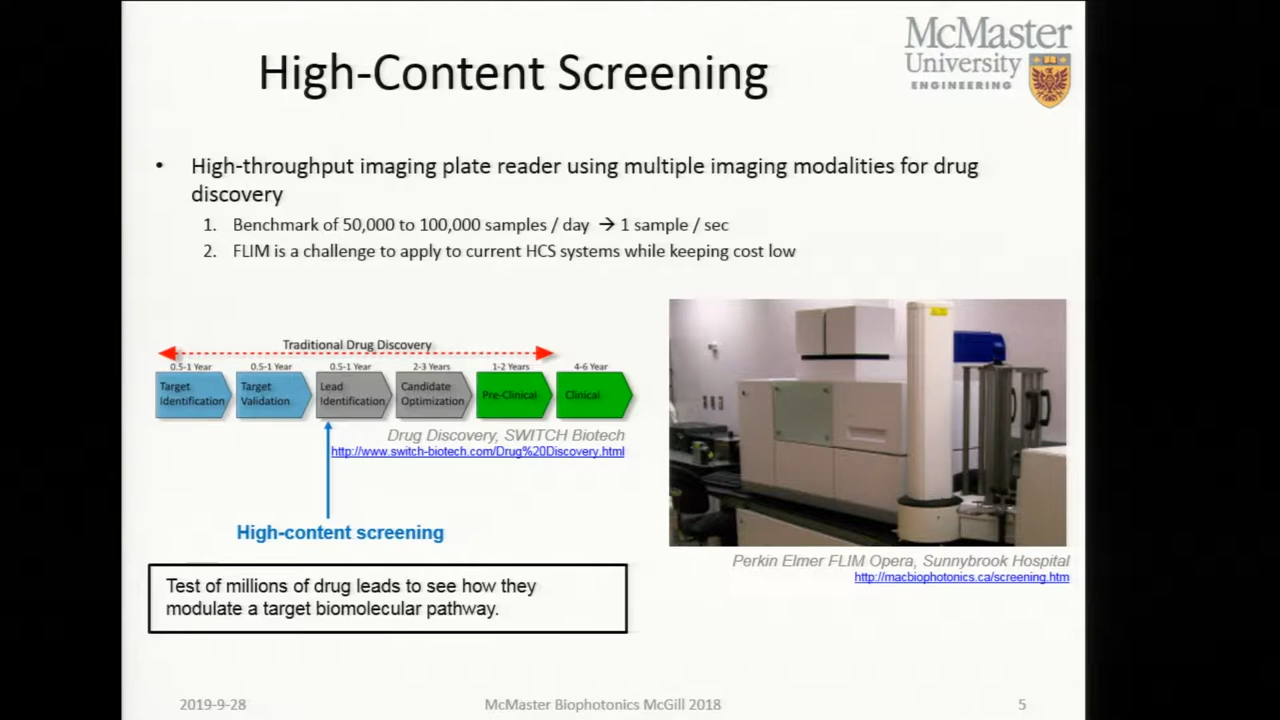 McMaster
University
ENGINEERING
High-Content Screening
• High-throughput imaging plate reader using multiple imaging modalities for drug
discovery
1. Benchmark of 50,000 to 100,000 samples / day → 1 sample / sec
2. FLIM is a challenge to apply to current HCS systems while keeping cost low
Traditional Drug Discovery
0.5-1 Year 0.5-1 Year 0.5-1 Year 2-3 Years 1-2 Years 4-6 Year
Target Identification
Target Validation
Lead Identification
Candidate Optimization
Pre-Clinical
Clinical
Drug Discovery, SWITCH Biotech
http://www.switch-biotech.com/Drug%20Discovery.html
High-content screening
Test of millions of drug leads to see how they
modulate a target biomolecular pathway.
Perkin Elmer FLIM Opera, Sunnybrook Hospital
http://macbiophotonics.ca/screening.htm
2019-9-28 McMaster Biophotonics McGill 2018 5